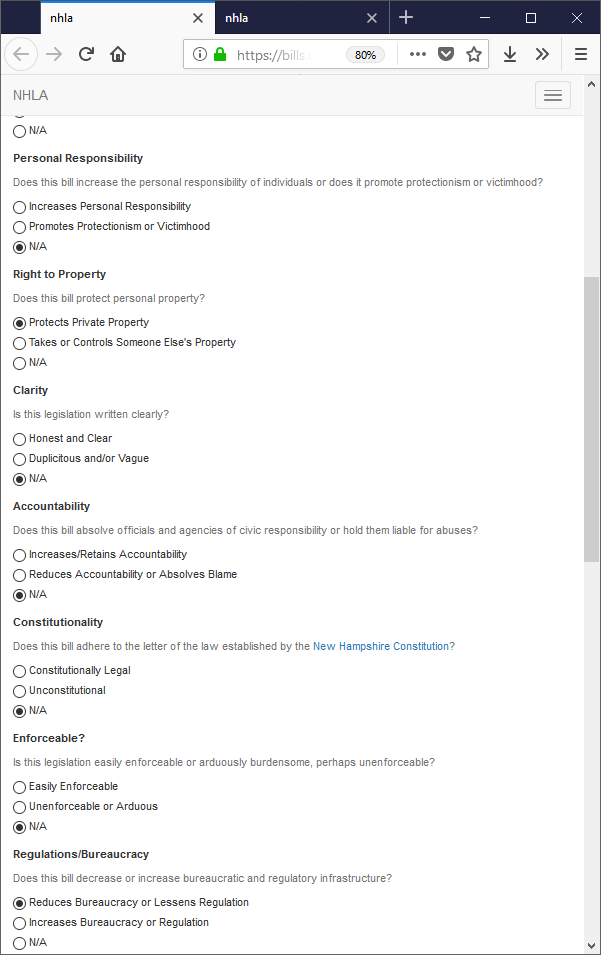 nhla
nhla
https://bills.
80%
NHLA
N/A
Personal Responsibility
Does this bill increase the personal responsibility of individuals or does it promote protectionism or victimhood?
Increases Personal Responsibility
Promotes Protectionism or Victimhood
N/A
Right to Property
Does this bill protect personal property?
Protects Private Property
Takes or Controls Someone Else's Property
N/A
Clarity
Is this legislation written clearly?
Honest and Clear
Duplicitous and/or Vague
N/A
Accountability
Does this bill absolve officials and agencies of civic responsibility or hold them liable for abuses?
Increases/Retains Accountability
Reduces Accountability or Absolves Blame
N/A
Constitutionality
Does this bill adhere to the letter of the law established by the New Hampshire Constitution?
Constitutionally Legal
Unconstitutional
N/A
Enforceable?
Is this legislation easily enforceable or arduously burdensome, perhaps unenforceable?
Easily Enforceable
Unenforceable or Arduous
N/A
Regulations/Bureaucracy
Does this bill decrease or increase bureaucratic and regulatory infrastructure?
Reduces Bureaucracy or Lessens Regulation
Increases Bureaucracy or Regulation
N/A